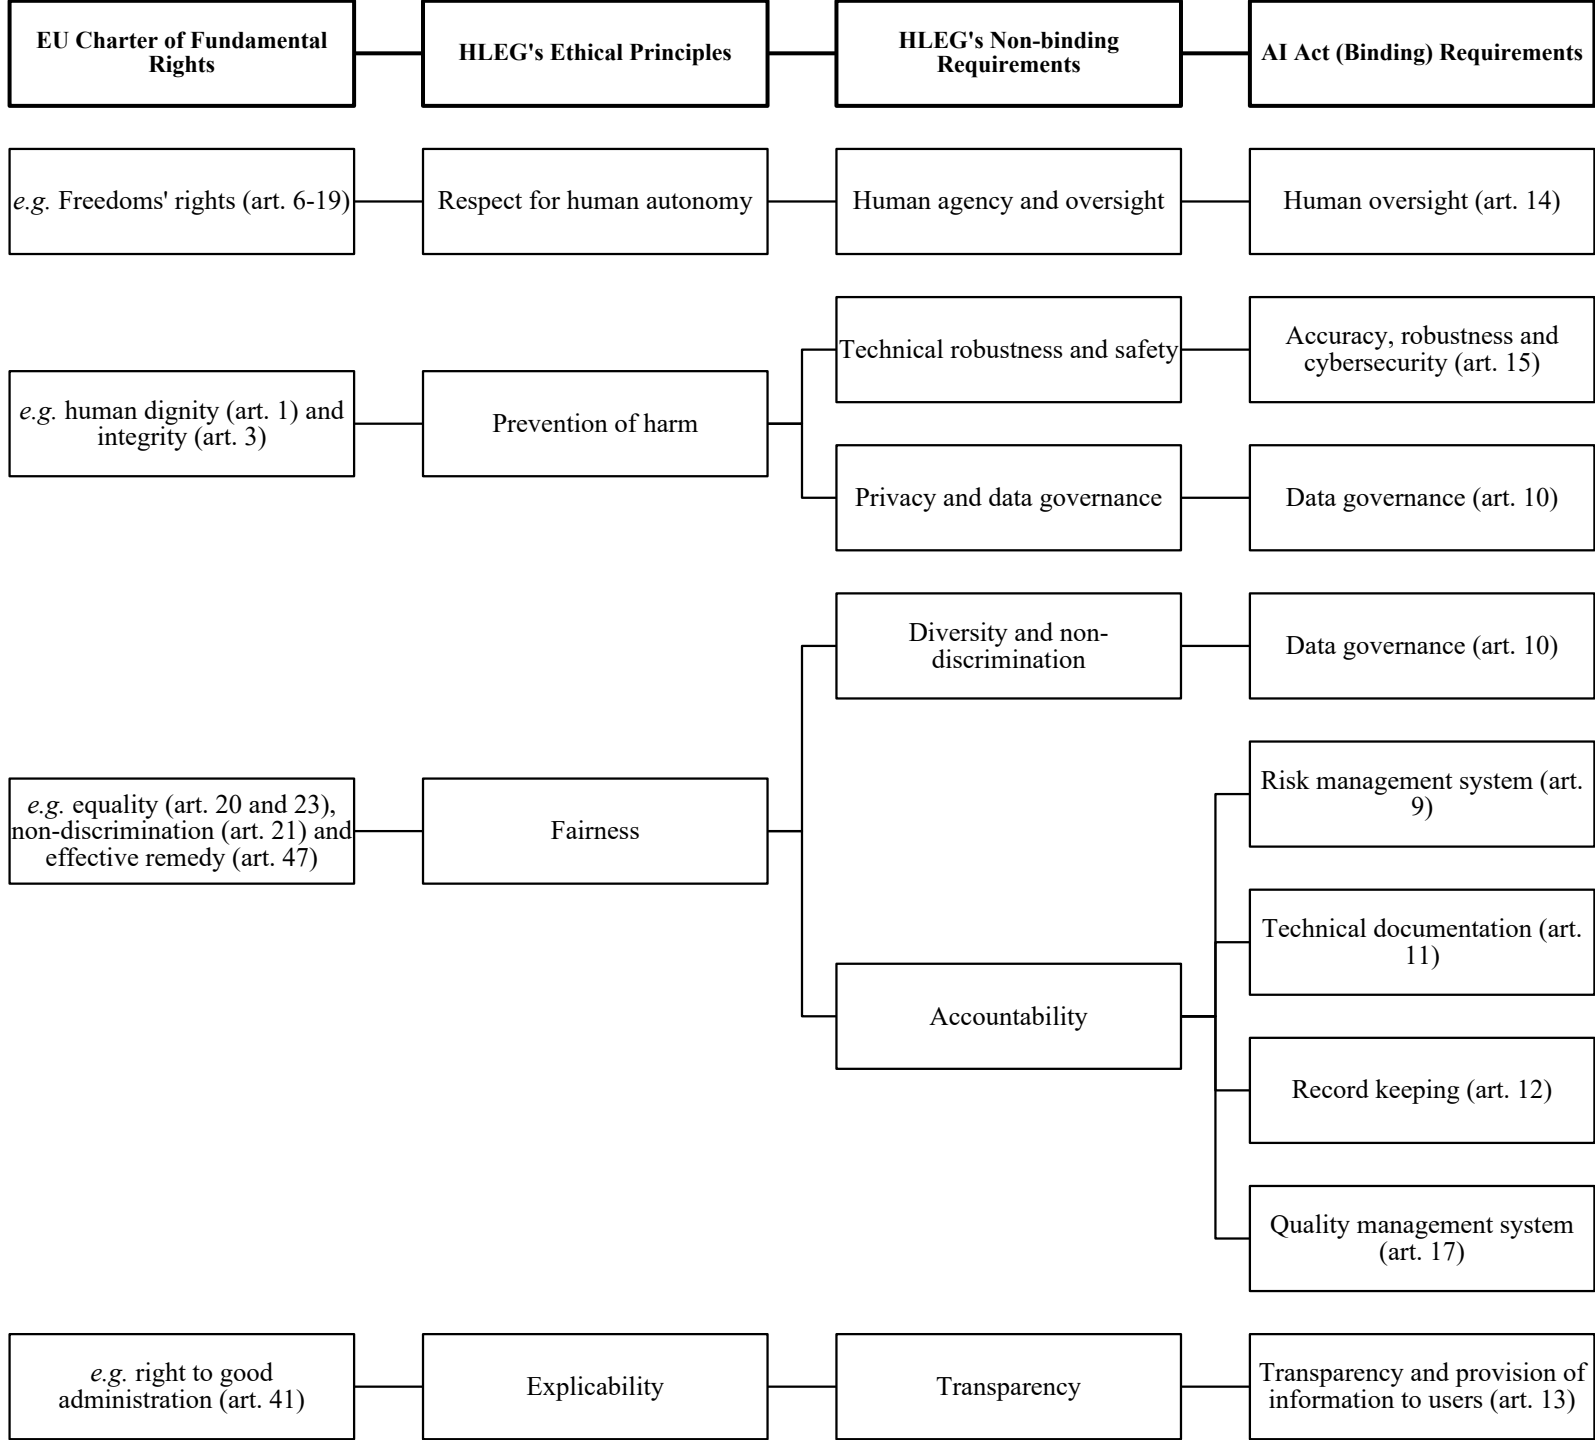 EU Charter of Fundamental
Rights
HLEG's Ethical Principles
HLEG's Non-binding
Requirements
AI Act (Binding) Requirements
e.g. Freedoms' rights (art. 6-19)
Respect for human autonomy
Human agency and oversight
Human oversight (art. 14)
e.g. human dignity (art. 1) and
integrity (art. 3)
Prevention of harm
Technical robustness and safety
Accuracy, robustness and
cybersecurity (art. 15)
Privacy and data governance
Data governance (art. 10)
e.g. equality (art. 20 and 23),
non-discrimination (art. 21) and
effective remedy (art. 47)
Fairness
Diversity and non-
discrimination
Data governance (art. 10)
Accountability
Risk management system (art.
9)
Technical documentation (art.
11)
Record keeping (art. 12)
Quality management system
(art. 17)
e.g. right to good
administration (art. 41)
Explicability
Transparency
Transparency and provision of
information to users (art. 13)